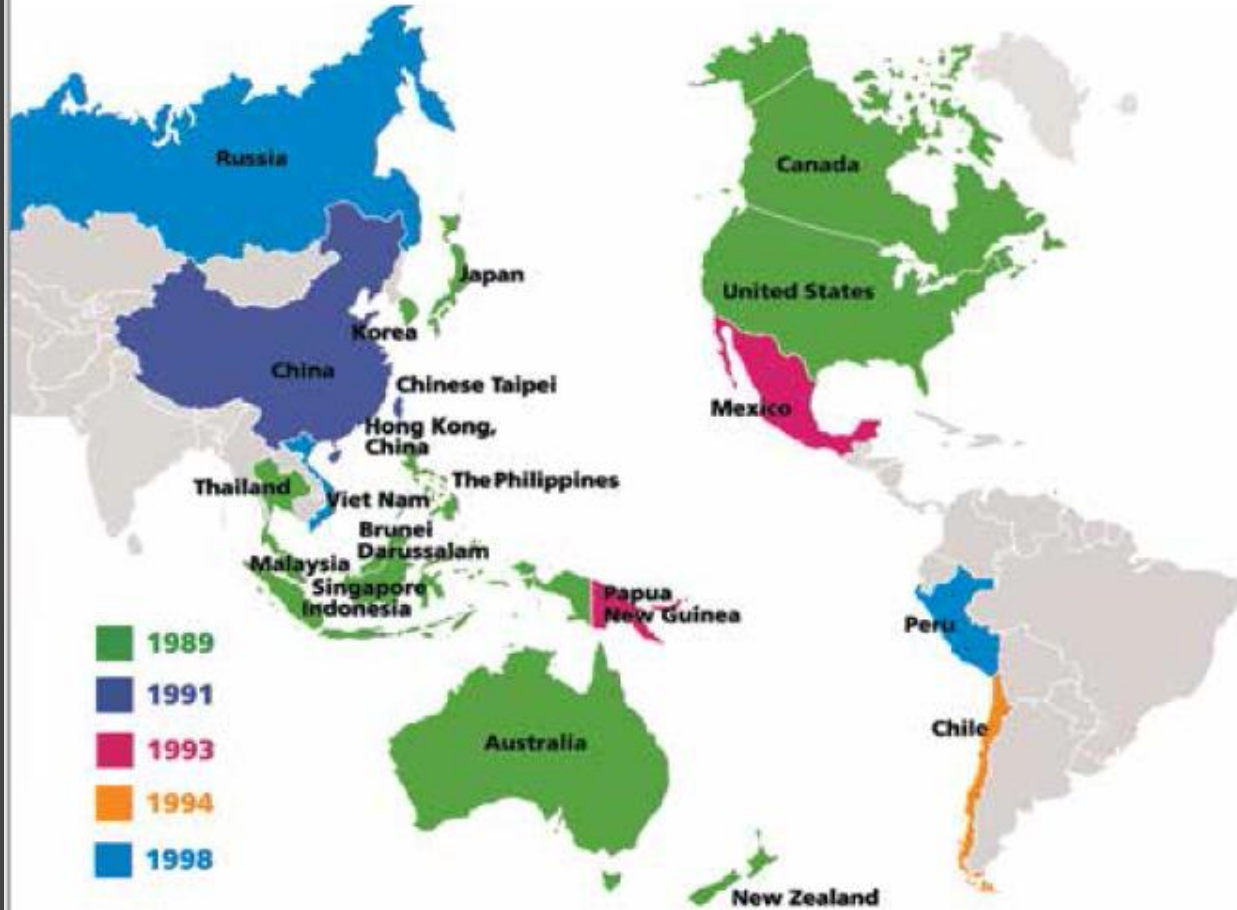 Russia
Canada
Japan
United States
Korea
China
Chinese Taipei
Mexico
Hong Kong,
China
Thailand
The Philippines
Viet Nam
Brunei
Darussalam
Malaysia
Singapore
Indonesia
Papua
New Guinea
Peru
1989
1991
Chile
Australia
1993
1994
1998
New Zealand